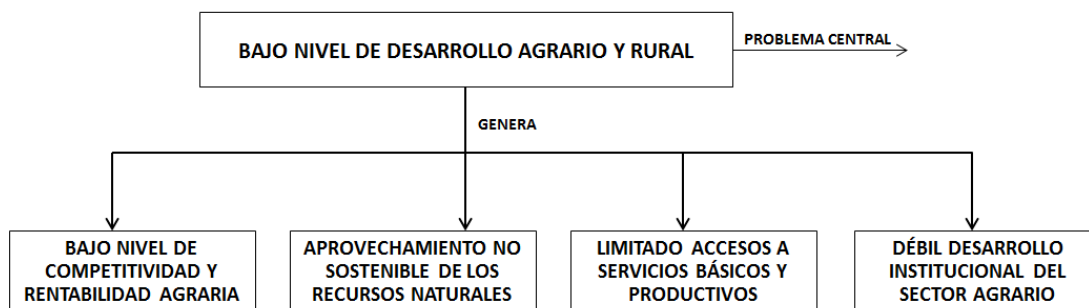 BAJO NIVEL DE DESARROLLO AGRARIO Y RURAL
PROBLEMA CENTRAL
GENERA
BAJO NIVEL DE
COMPETITIVIDAD Y
RENTABILIDAD AGRARIA
APROVECHAMIENTO NO
SOSTENIBLE DE LOS
RECURSOS NATURALES
LIMITADO ACCESOS A
SERVICIOS BÁSICOS Y
PRODUCTIVOS
DÉBIL DESARROLLO
INSTITUCIONAL DEL
SECTOR AGRARIO